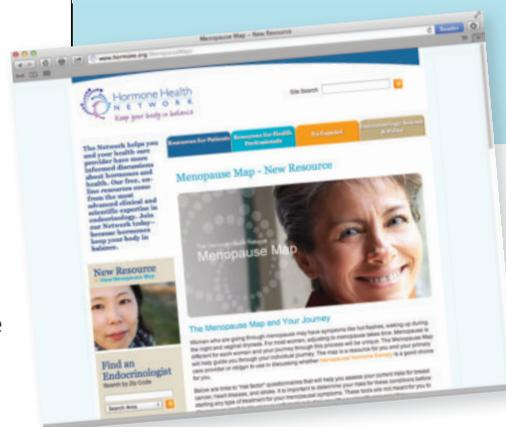 Menopause Map – New Resource
www.hormone.org/MenopauseMap/
Reader
Hormone Health
NETWORK
Keep your body in balance
Site Search
Resources for Patients
Resources for Health
Professionals
En Español
& Policy
The Network helps you
and your health care
provider have more
informed discussions
about hormones and
health. Our free, on-
line resources come
from the most
advanced clinical and
scientific expertise in
endocrinology. Join
our Network today–
because hormones
keep your body in
balance.
Menopause Map – New Resource
The Hormone Health Network
Menopause Map
New Resource
View Menopause Map
Find an
Endocrinologist
Search by Zip Code
Search Area
The Menopause Map and Your Journey
Women who are going through menopause may have symptoms like hot flashes, waking up during
the night and vaginal dryness. For most women, adjusting to menopause takes time. Menopause is
different for each woman and your journey through this process will be unique. The Menopause Map
will help guide you through your individual journey. The map is a resource for you and your primary
care provider or ob/gyn to use in discussing whether menopausal hormone therapy is a good choice
for you.
Below are links to "risk factor" questionnaires that will help you assess your current risks for breast
cancer, heart disease, and stroke. It is important to determine your risks for these conditions before
starting any type of treatment for your menopausal symptoms. These tools are not meant for you to
e